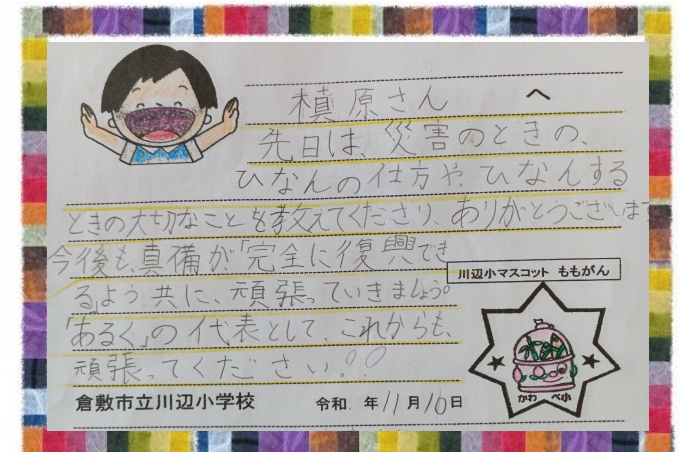 槙原さん へ
先日は、災害のときの、
ひなんの仕方や、ひなんする
ときの大切なことを教えてくださり、ありがとうございま
今後も、真備が「完全に復興でき
るよう共に、頑張っていきましょう。
「あるく」の代表として、これからも、
頑張ってください!!
川辺小マスコット ももがん
かわ べ小
倉敷市立川辺小学校 令和 年11月10日